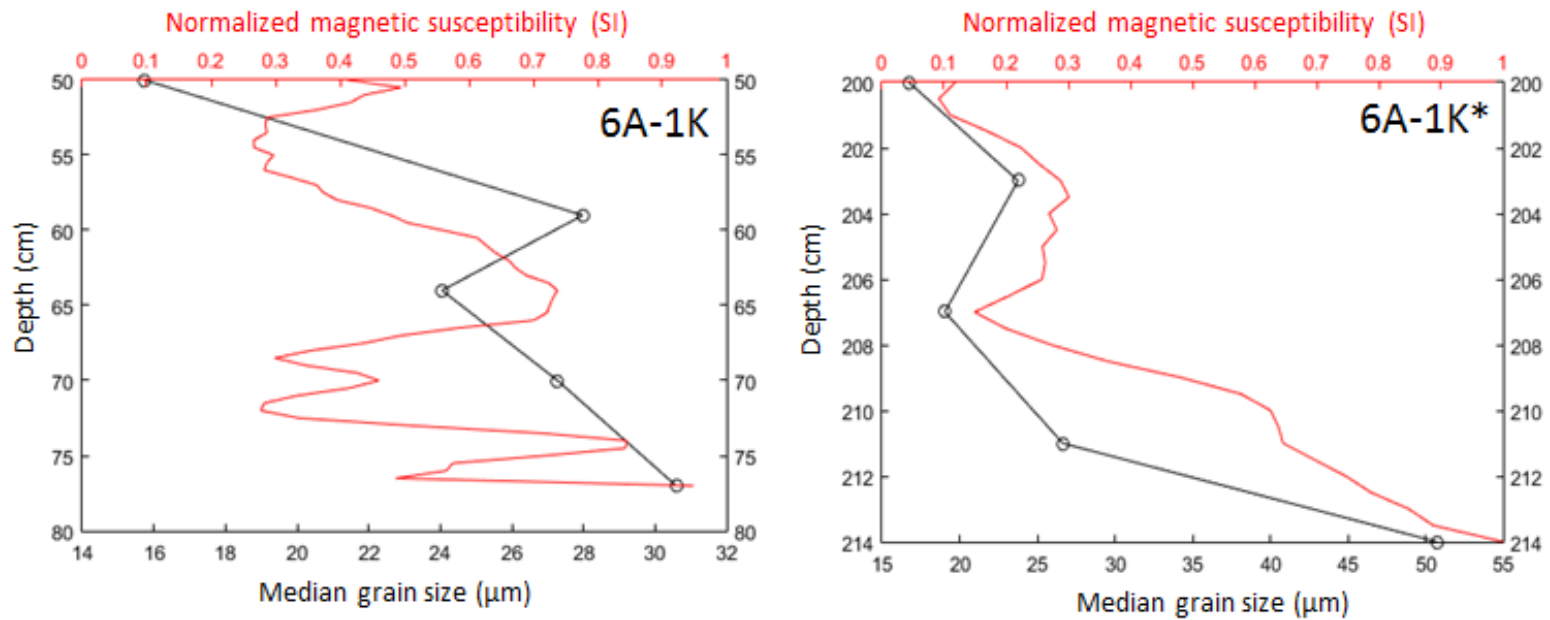 Normalized magnetic susceptibility (SI)
0 0.1 0.2 0.3 0.4 0.5 0.6 0.7 0.8 0.9 1
50 50
6A-1K
55 55
60 60
65 65
70 70
75 75
80 80
Depth (cm)
14 16 18 20 22 24 26 28 30 32
Median grain size (μm)
Normalized magnetic susceptibility (SI)
0 0.1 0.2 0.3 0.4 0.5 0.6 0.7 0.8 0.9 1
200 200
6A-1K*
202 202
204 204
206 206
208 208
210 210
212 212
214 214
Depth (cm)
15 20 25 30 35 40 45 50 55
Median grain size (μm)